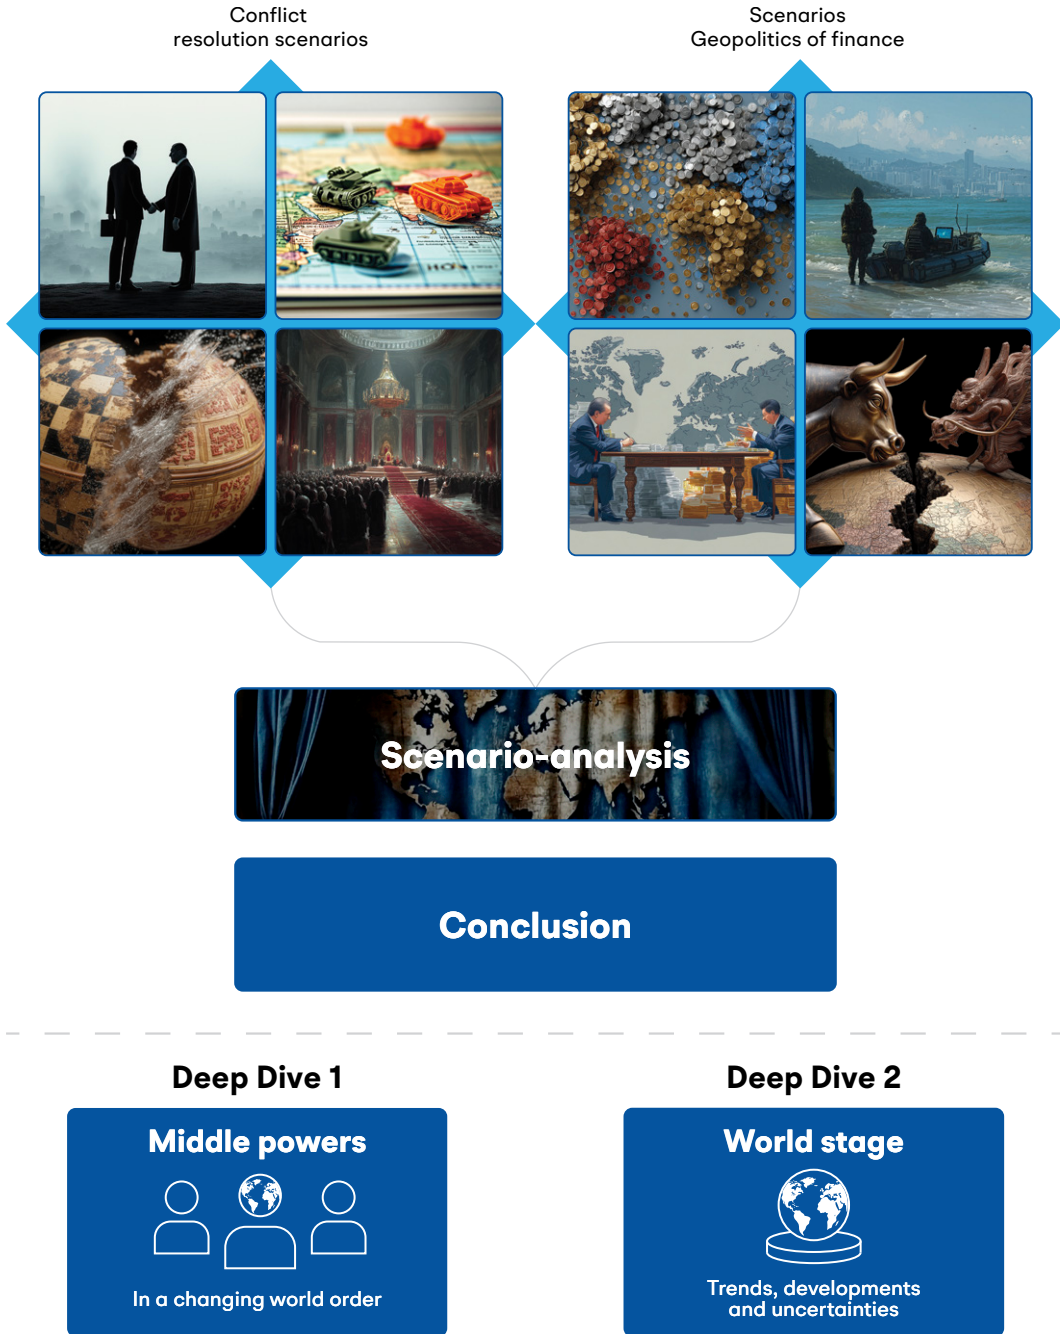 Conflict
resolution scenarios
Scenarios
Geopolitics of finance
Scenario-analysis
Conclusion
Deep Dive 1
Middle powers
In a changing world order
Deep Dive 2
World stage
Trends, developments
and uncertainties